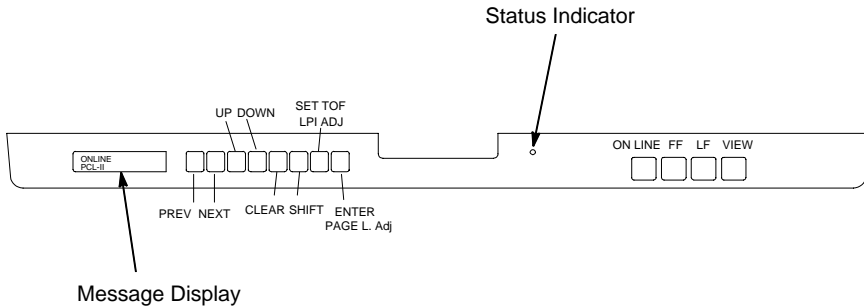 Status Indicator
SET TOF
UP DOWN LPI ADJ
ONLINE
PCL-II
ON LINE FF LF VIEW
PREV NEXT CLEAR SHIFT ENTER
PAGE L. Adj
Message Display